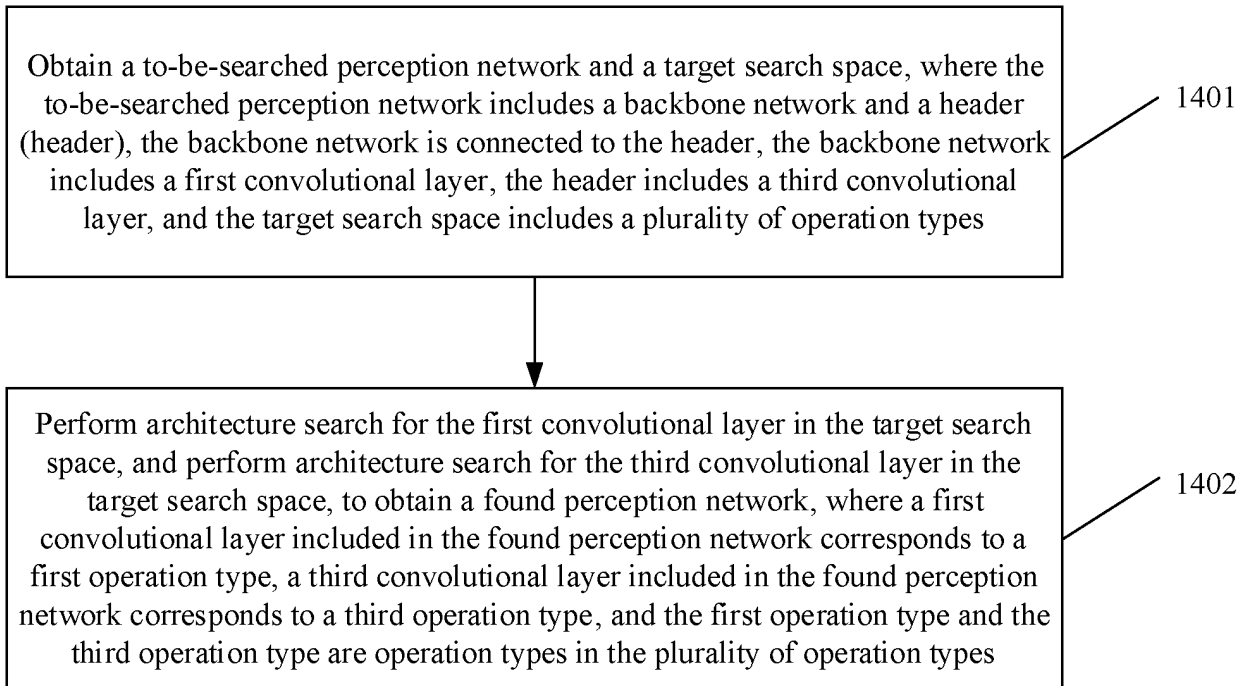 Obtain a to-be-searched perception network and a target search space, where the
to-be-searched perception network includes a backbone network and a header
(header), the backbone network is connected to the header, the backbone network
includes a first convolutional layer, the header includes a third convolutional
layer, and the target search space includes a plurality of operation types
1401
Perform architecture search for the first convolutional layer in the target search
space, and perform architecture search for the third convolutional layer in the
target search space, to obtain a found perception network, where a first
convolutional layer included in the found perception network corresponds to a
first operation type, a third convolutional layer included in the found perception
network corresponds to a third operation type, and the first operation type and the
third operation type are operation types in the plurality of operation types
1402